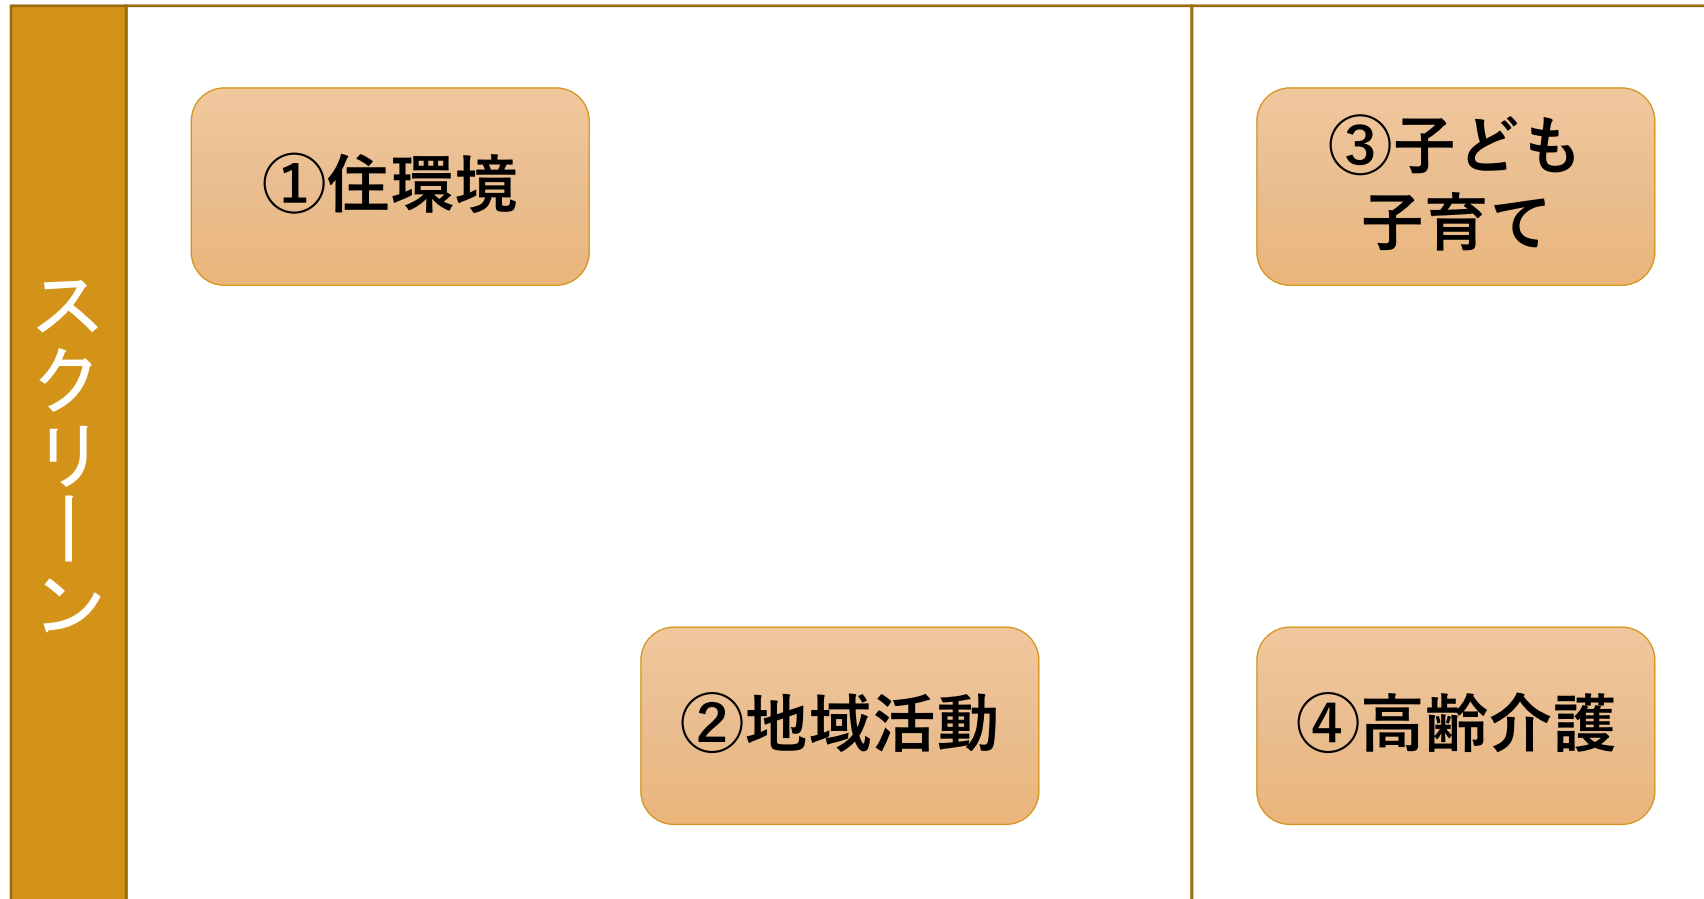 スクリーン
①住環境
②地域活動
③子ども
子育て
④高齢介護